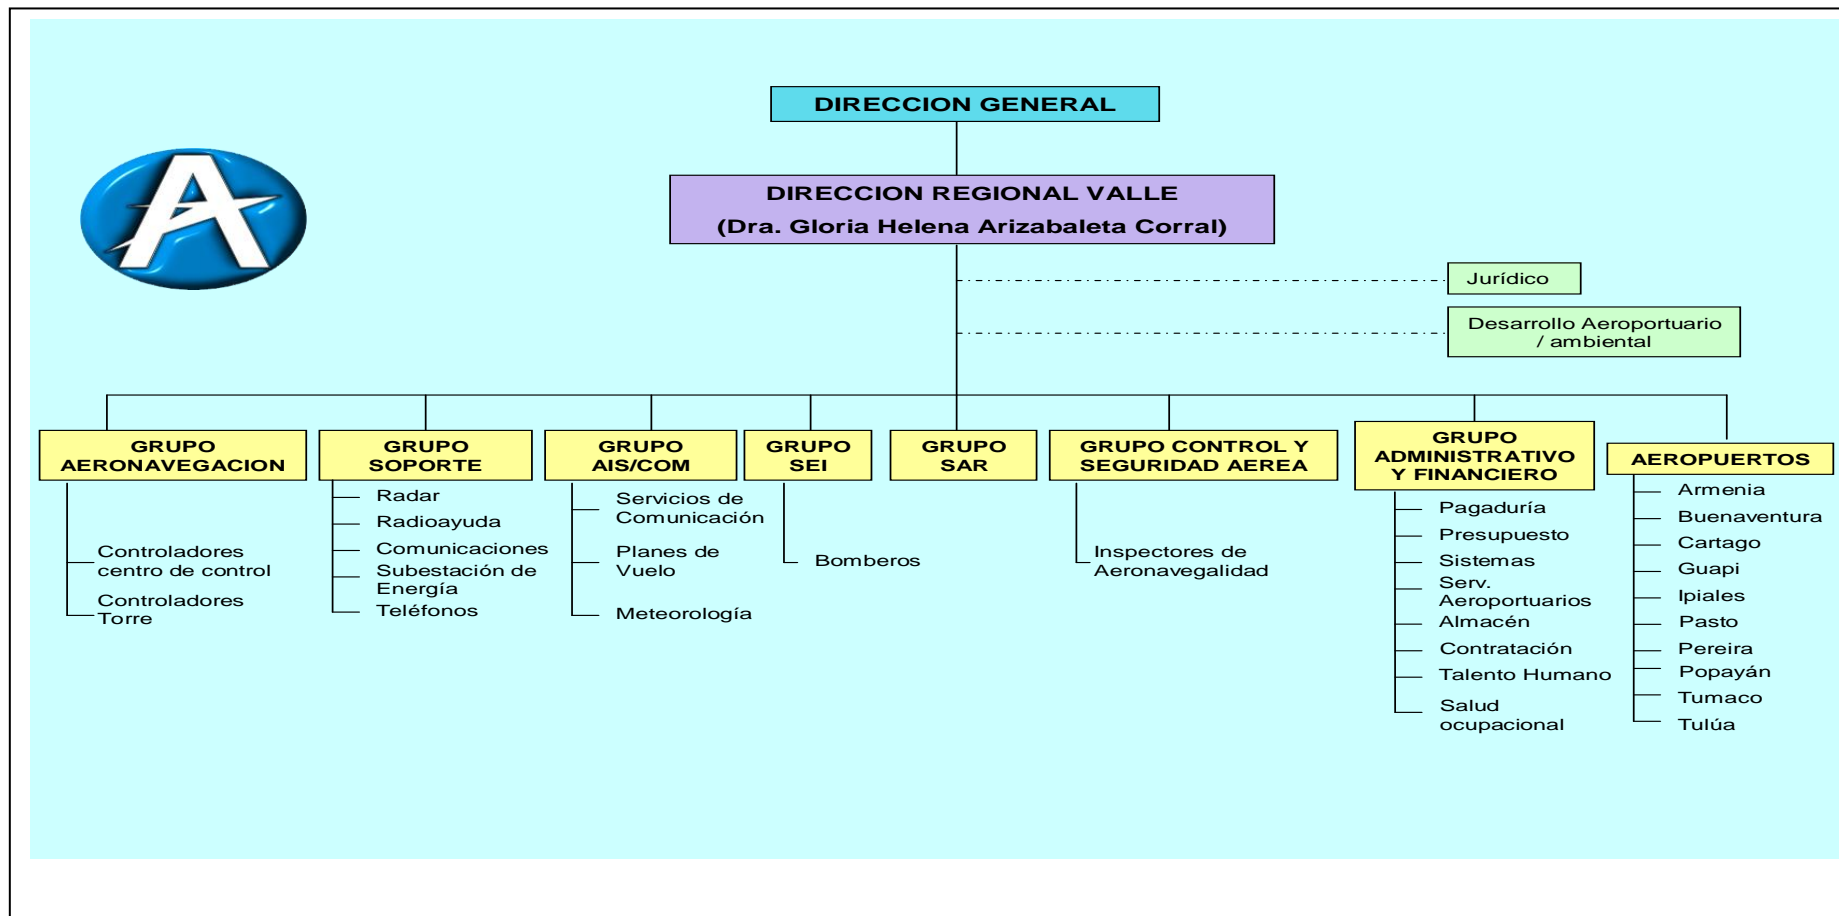 DIRECCION GENERAL
DIRECCION REGIONAL VALLE
(Dra. Gloria Helena Arizabaleta Corral)
Jurídico
Desarrollo Aeroportuario
/ ambiental
GRUPO
AERONAVEGACION
Controladores
centro de control
Controladores
Torre
GRUPO
SOPORTE
Radar
Radioayuda
Comunicaciones
Subestación de
Energía
Teléfonos
GRUPO
AIS/COM
Servicios de
Comunicación
Planes de
Vuelo
Meteorología
GRUPO
SEI
Bomberos
GRUPO
SAR
GRUPO CONTROL Y
SEGURIDAD AEREA
Inspectores de
Aeronavegalidad
GRUPO
ADMINISTRATIVO
Y FINANCIERO
Pagaduría
Presupuesto
Sistemas
Serv.
Aeroportuarios
Almacén
Contratación
Talento Humano
Salud
ocupacional
AEROPUERTOS
Armenia
Buenaventura
Cartago
Guapi
Ipiales
Pasto
Pereira
Popayán
Tumaco
Tulúa